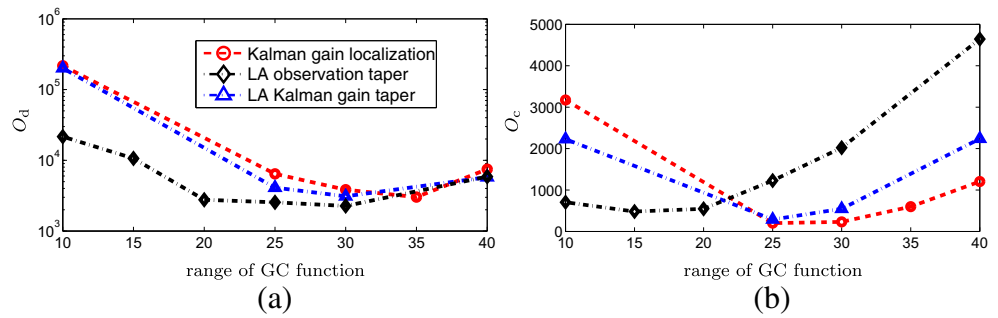 10^6
10^5
10^4
10^3
O_d
10 15 20 25 30 35 40
range of GC function
(a)
Kalman gain localization
LA observation taper
LA Kalman gain taper
5000
4000
3000
2000
1000
0
O_c
10 15 20 25 30 35 40
range of GC function
(b)